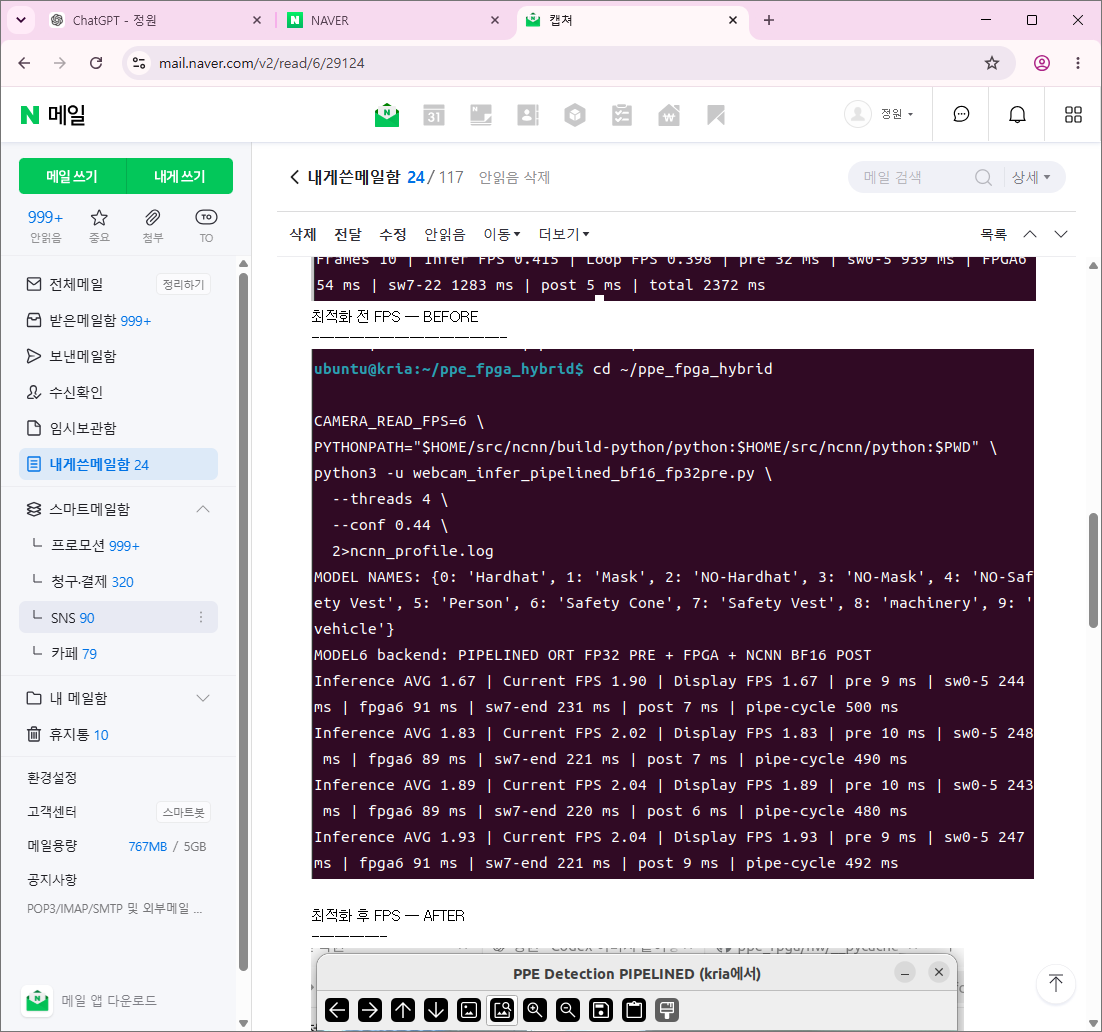 ChatGPT - 정원
NAVER
캡쳐
mail.naver.com/v2/read/6/29124
N 메일
31
정원
메일 쓰기
내게 쓰기
999+
안읽음
중요
첨부
TO
TO
전체메일
정리하기
받은메일함 999+
보낸메일함
수신확인
임시보관함
내게쓴메일함 24
스마트메일함
프로모션 999+
청구·결제 320
SNS 90
카페 79
내 메일함
휴지통 10
환경설정
고객센터
스마트봇
메일용량
767MB / 5GB
공지사항
POP3/IMAP/SMTP 및 외부메일 ...
메일 앱 다운로드
내게쓴메일함 24 / 117
안읽음 삭제
메일 검색
상세
삭제 전달 수정 안읽음 이동 더보기
목록
Frames 10 | Infer FPS 0.415 | Loop FPS 0.398 | pre 32 ms | sw0-5 939 ms | FPGA6
54 ms | sw7-22 1283 ms | post 5 ms | total 2372 ms
최적화 전 FPS — BEFORE
--------------------------
ubuntu@kria:~/ppe_fpga_hybrid$ cd ~/ppe_fpga_hybrid
CAMERA_READ_FPS=6 \
PYTHONPATH="$HOME/src/ncnn/build-python/python:$HOME/src/ncnn/python:$PWD" \
python3 -u webcam_infer_pipelined_bf16_fp32pre.py \
--threads 4 \
--conf 0.44 \
2>ncnn_profile.log
MODEL NAMES: {0: 'Hardhat', 1: 'Mask', 2: 'NO-Hardhat', 3: 'NO-Mask', 4: 'NO-Saf
ety Vest', 5: 'Person', 6: 'Safety Cone', 7: 'Safety Vest', 8: 'machinery', 9: '
vehicle'}
MODEL6 backend: PIPELINED ORT FP32 PRE + FPGA + NCNN BF16 POST
Inference AVG 1.67 | Current FPS 1.90 | Display FPS 1.67 | pre 9 ms | sw0-5 244
ms | fpga6 91 ms | sw7-end 231 ms | post 7 ms | pipe-cycle 500 ms
Inference AVG 1.83 | Current FPS 2.02 | Display FPS 1.83 | pre 10 ms | sw0-5 248
ms | fpga6 89 ms | sw7-end 221 ms | post 7 ms | pipe-cycle 490 ms
Inference AVG 1.89 | Current FPS 2.04 | Display FPS 1.89 | pre 10 ms | sw0-5 243
ms | fpga6 89 ms | sw7-end 220 ms | post 6 ms | pipe-cycle 480 ms
Inference AVG 1.93 | Current FPS 2.04 | Display FPS 1.93 | pre 9 ms | sw0-5 247
ms | fpga6 91 ms | sw7-end 221 ms | post 9 ms | pipe-cycle 492 ms
최적화 후 FPS — AFTER
----------
PPE Detection PIPELINED (kria에서)